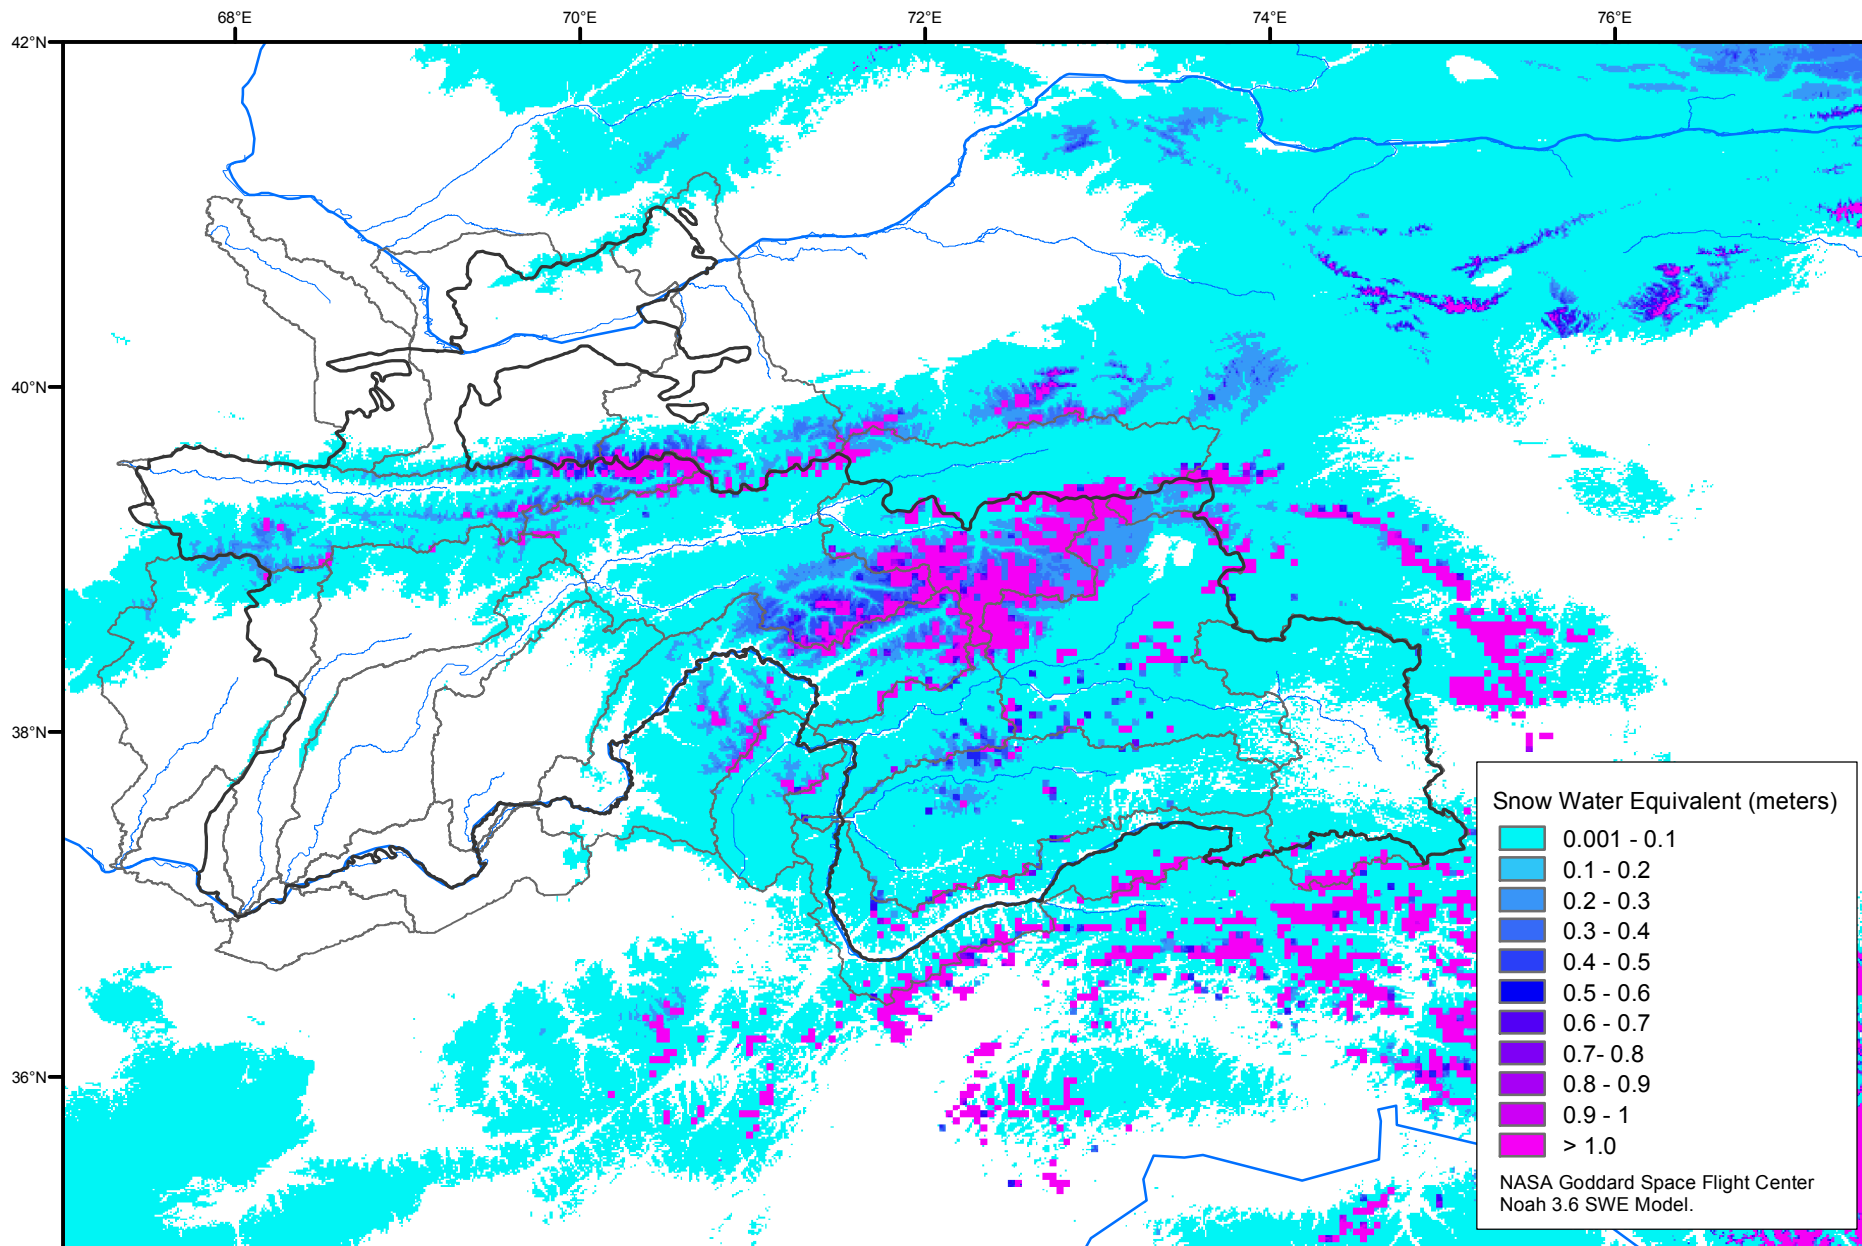 68°E
70°E
72°E
74°E
76°E
42°N
40°N
38°N
36°N
Snow Water Equivalent (meters)
0.001 - 0.1
0.1 - 0.2
0.2 - 0.3
0.3 - 0.4
0.4 - 0.5
0.5 - 0.6
0.6 - 0.7
0.7- 0.8
0.8 - 0.9
0.9 - 1
> 1.0
NASA Goddard Space Flight Center
Noah 3.6 SWE Model.